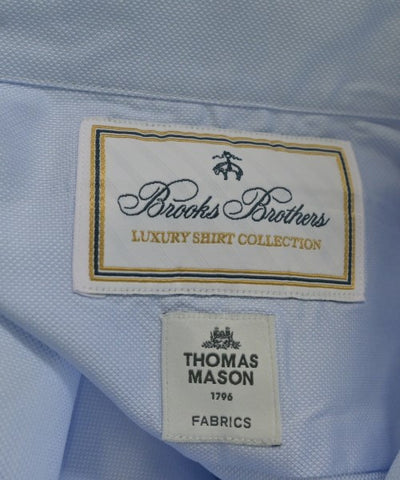 Brooks Brothers
LUXURY SHIRT COLLECTION
THOMAS
MASON
1796
FABRICS